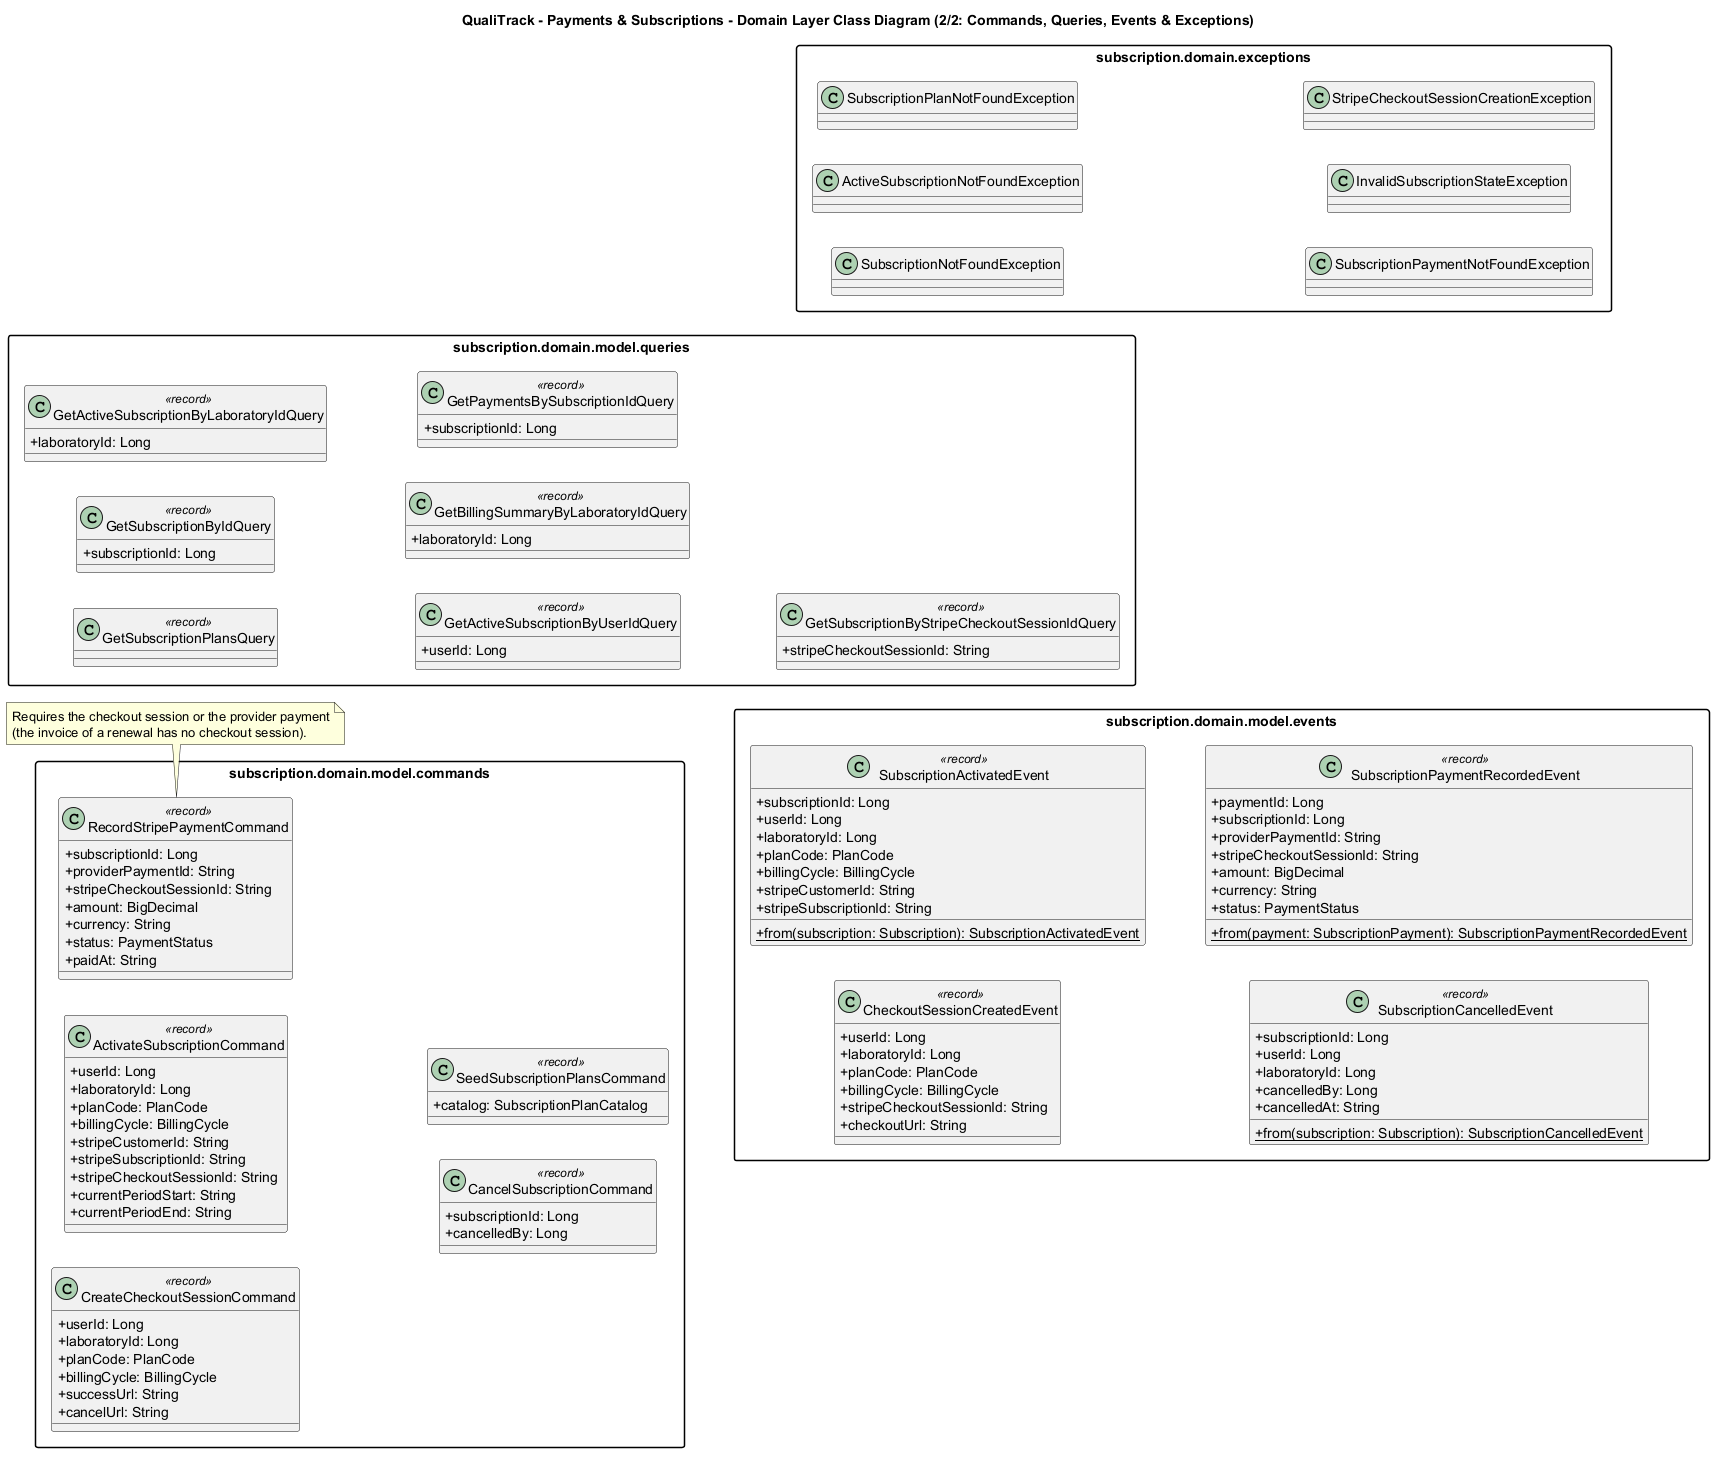 QualiTrack - Payments & Subscriptions - Domain Layer Class Diagram (2/2: Commands, Queries, Events & Exceptions)
subscription.domain.exceptions
C SubscriptionPlanNotFoundException
C StripeCheckoutSessionCreationException
C ActiveSubscriptionNotFoundException
C InvalidSubscriptionStateException
C SubscriptionNotFoundException
C SubscriptionPaymentNotFoundException
subscription.domain.model.queries
«record»
C GetActiveSubscriptionByLaboratoryIdQuery
+laboratoryId: Long
«record»
C GetPaymentsBySubscriptionIdQuery
+subscriptionId: Long
«record»
C GetSubscriptionByIdQuery
+subscriptionId: Long
«record»
C GetBillingSummaryByLaboratoryIdQuery
+laboratoryId: Long
«record»
C GetSubscriptionPlansQuery
«record»
C GetActiveSubscriptionByUserIdQuery
+userId: Long
«record»
C GetSubscriptionByStripeCheckoutSessionIdQuery
+stripeCheckoutSessionId: String
Requires the checkout session or the provider payment
(the invoice of a renewal has no checkout session).
subscription.domain.model.commands
«record»
C RecordStripePaymentCommand
+subscriptionId: Long
+providerPaymentId: String
+stripeCheckoutSessionId: String
+amount: BigDecimal
+currency: String
+status: PaymentStatus
+paidAt: String
«record»
C ActivateSubscriptionCommand
+userId: Long
+laboratoryId: Long
+planCode: PlanCode
+billingCycle: BillingCycle
+stripeCustomerId: String
+stripeSubscriptionId: String
+stripeCheckoutSessionId: String
+currentPeriodStart: String
+currentPeriodEnd: String
«record»
C SeedSubscriptionPlansCommand
+catalog: SubscriptionPlanCatalog
«record»
C CancelSubscriptionCommand
+subscriptionId: Long
+cancelledBy: Long
«record»
C CreateCheckoutSessionCommand
+userId: Long
+laboratoryId: Long
+planCode: PlanCode
+billingCycle: BillingCycle
+successUrl: String
+cancelUrl: String
subscription.domain.model.events
«record»
C SubscriptionActivatedEvent
+subscriptionId: Long
+userId: Long
+laboratoryId: Long
+planCode: PlanCode
+billingCycle: BillingCycle
+stripeCustomerId: String
+stripeSubscriptionId: String
+from(subscription: Subscription): SubscriptionActivatedEvent
«record»
C SubscriptionPaymentRecordedEvent
+paymentId: Long
+subscriptionId: Long
+providerPaymentId: String
+stripeCheckoutSessionId: String
+amount: BigDecimal
+currency: String
+status: PaymentStatus
+from(payment: SubscriptionPayment): SubscriptionPaymentRecordedEvent
«record»
C CheckoutSessionCreatedEvent
+userId: Long
+laboratoryId: Long
+planCode: PlanCode
+billingCycle: BillingCycle
+stripeCheckoutSessionId: String
+checkoutUrl: String
«record»
C SubscriptionCancelledEvent
+subscriptionId: Long
+userId: Long
+laboratoryId: Long
+cancelledBy: Long
+cancelledAt: String
+from(subscription: Subscription): SubscriptionCancelledEvent